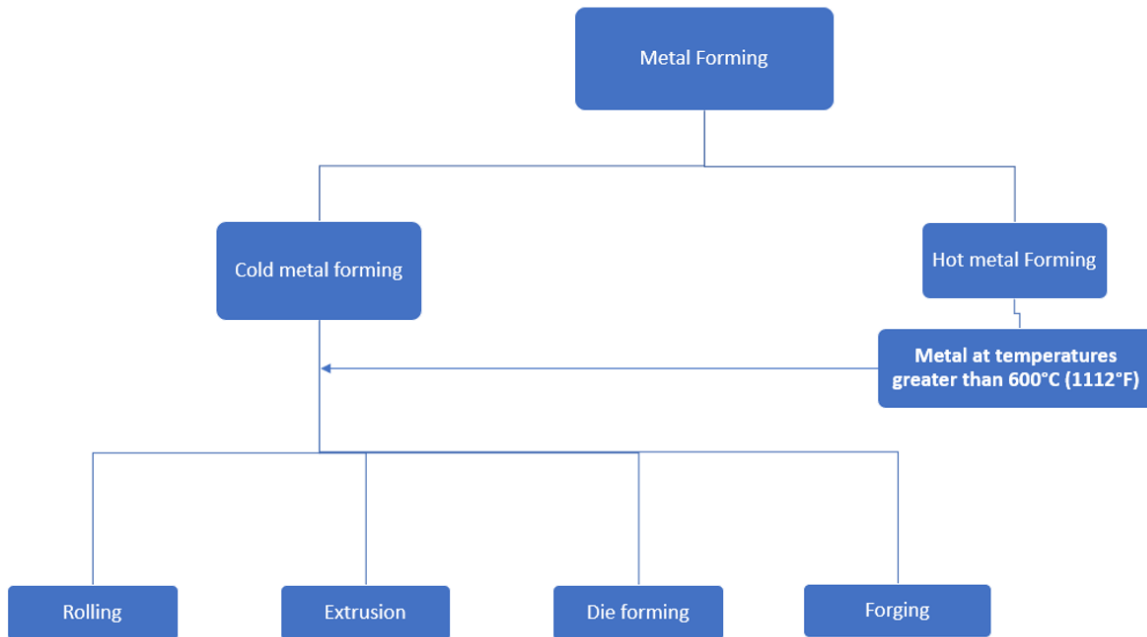 Metal Forming
Cold metal forming
Hot metal Forming
Metal at temperatures
greater than 600°C (1112°F)
Rolling
Extrusion
Die forming
Forging